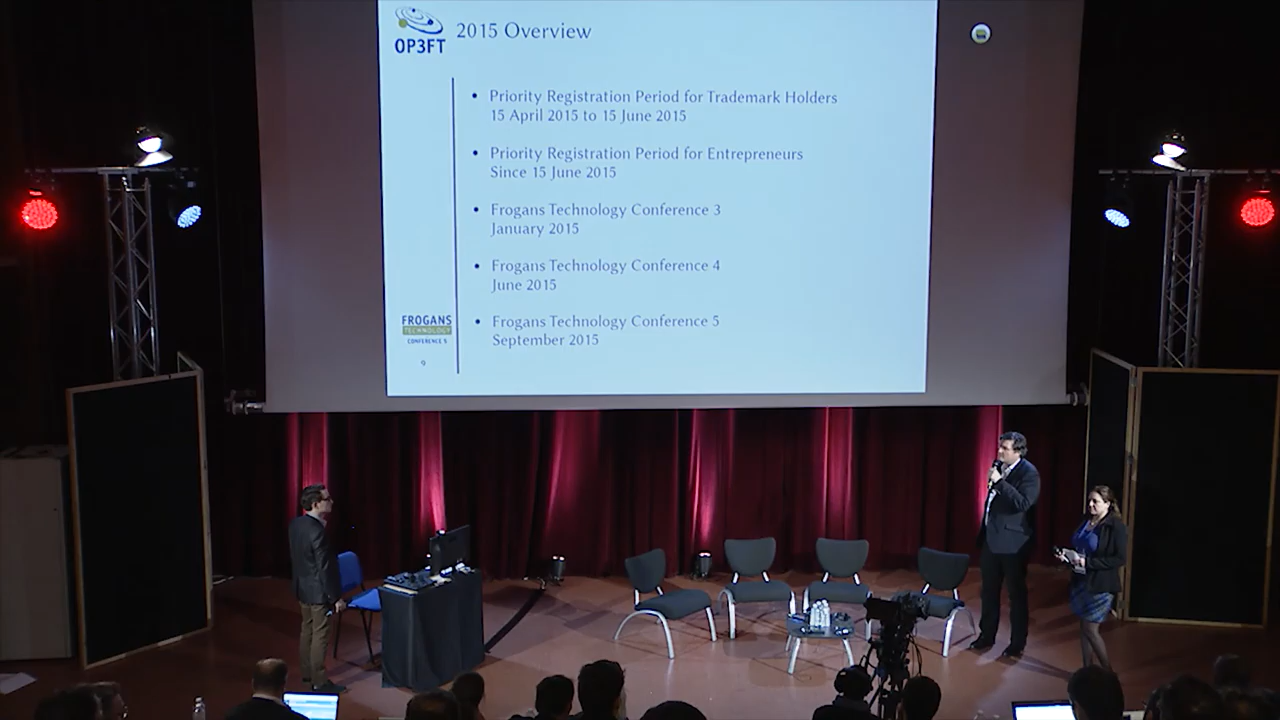 OP3FT
2015 Overview
• Priority Registration Period for Trademark Holders
15 April 2015 to 15 June 2015
• Priority Registration Period for Entrepreneurs
Since 15 June 2015
• Frogans Technology Conference 3
January 2015
• Frogans Technology Conference 4
June 2015
• Frogans Technology Conference 5
September 2015
FROGANS
TECHNOLOGY
CONFERENCE 5
9